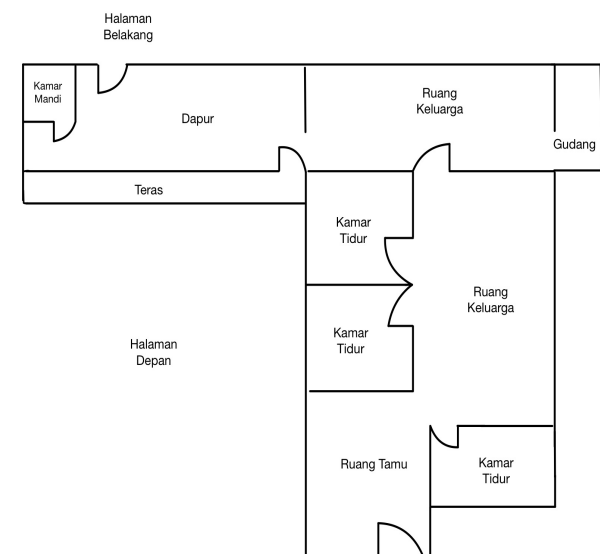 Halaman
Belakang
Kamar
Mandi
Dapur
Ruang
Keluarga
Gudang
Teras
Kamar
Tidur
Ruang
Keluarga
Kamar
Tidur
Halaman
Depan
Ruang Tamu
Kamar
Tidur